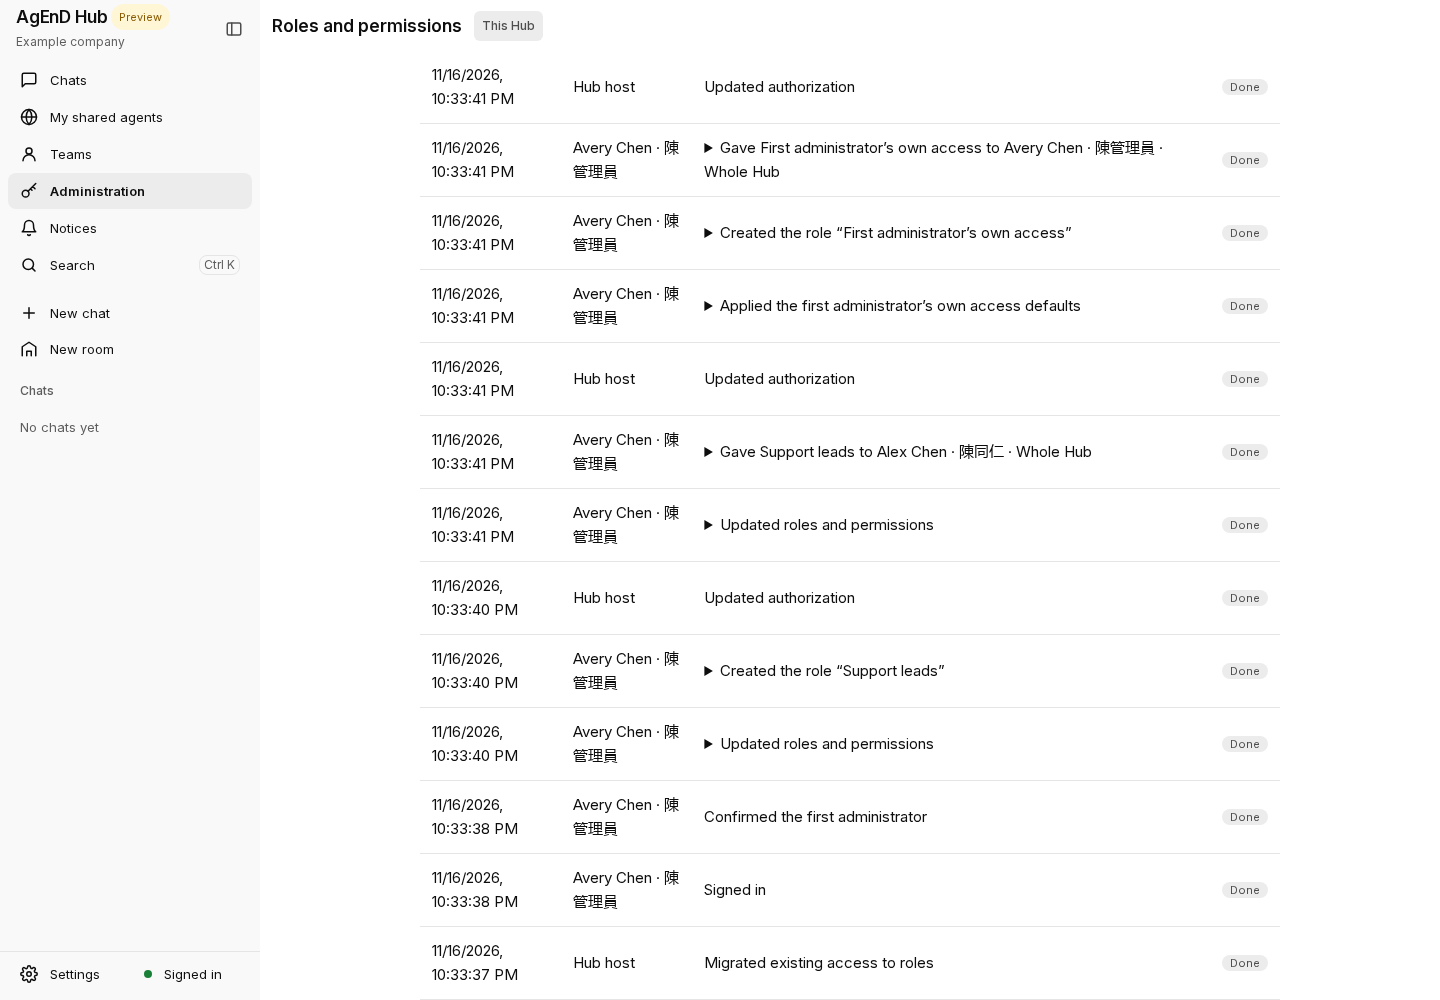 AgEnD Hub Preview
Example company
Chats
My shared agents
Teams
Administration
Notices
Search Ctrl K
New chat
New room
Chats
No chats yet
Settings Signed in
Roles and permissions This Hub
11/16/2026,
10:33:41 PM
Hub host
Updated authorization
Done
11/16/2026,
10:33:41 PM
Avery Chen · 陳
管理員
Gave First administrator’s own access to Avery Chen · 陳管理員 ·
Whole Hub
Done
11/16/2026,
10:33:41 PM
Avery Chen · 陳
管理員
Created the role “First administrator’s own access”
Done
11/16/2026,
10:33:41 PM
Avery Chen · 陳
管理員
Applied the first administrator’s own access defaults
Done
11/16/2026,
10:33:41 PM
Hub host
Updated authorization
Done
11/16/2026,
10:33:41 PM
Avery Chen · 陳
管理員
Gave Support leads to Alex Chen · 陳同仁 · Whole Hub
Done
11/16/2026,
10:33:41 PM
Avery Chen · 陳
管理員
Updated roles and permissions
Done
11/16/2026,
10:33:40 PM
Hub host
Updated authorization
Done
11/16/2026,
10:33:40 PM
Avery Chen · 陳
管理員
Created the role “Support leads”
Done
11/16/2026,
10:33:40 PM
Avery Chen · 陳
管理員
Updated roles and permissions
Done
11/16/2026,
10:33:38 PM
Avery Chen · 陳
管理員
Confirmed the first administrator
Done
11/16/2026,
10:33:38 PM
Avery Chen · 陳
管理員
Signed in
Done
11/16/2026,
10:33:37 PM
Hub host
Migrated existing access to roles
Done